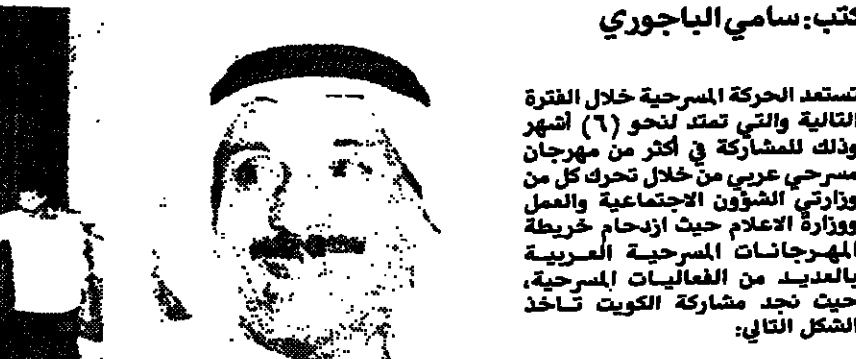 كتب: سامي الباجوري
تستعد الحركة المسرحية خلال الفترة
التالية والتي تمتد لنحو (٦) أشهر
وذلك للمشاركة في أكثر من مهرجان
مسرحي عربي من خلال تحرك كل من
وزارتي الشؤون الاجتماعية والعمل
ووزارة الاعلام حيث ازدحام خريطة
المهرجانات المسرحية العربية
بالعديد من الفعاليات المسرحية،
حيث نجد مشاركة الكويت تاخذ
الشكل التالي: